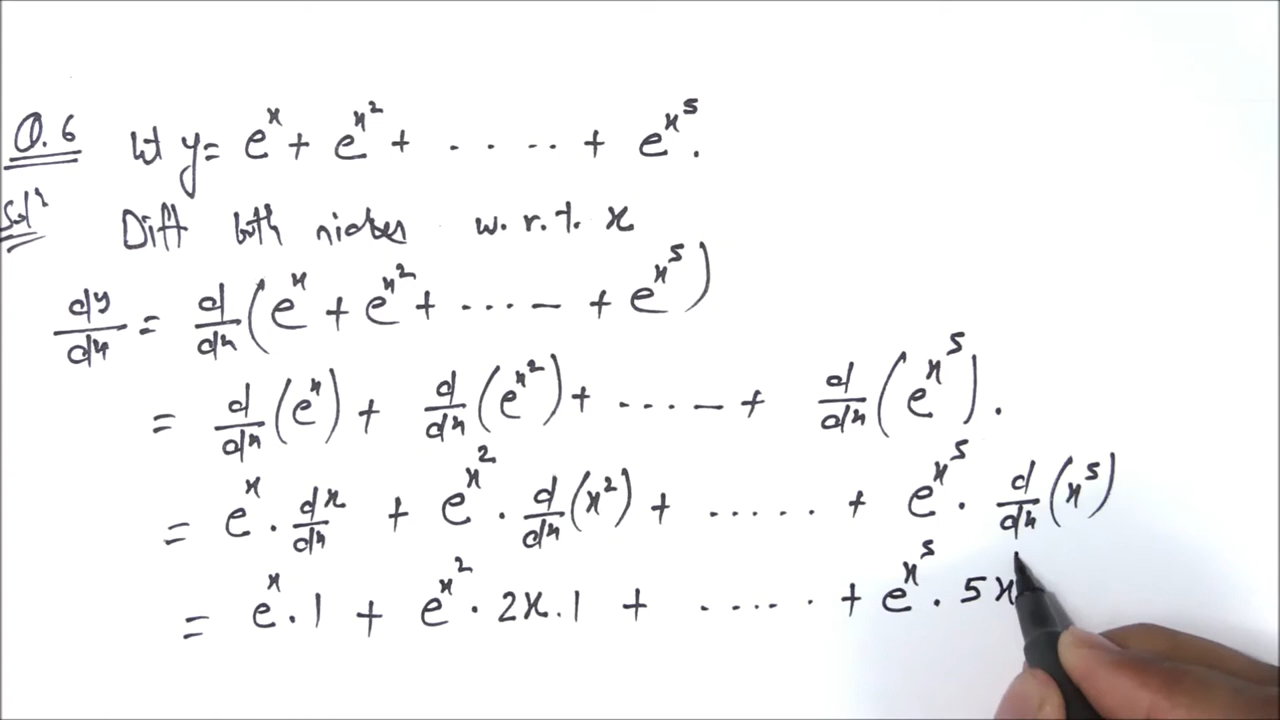 Q.6 Let y = e^x + e^{x^2} + ..... + e^{x^5}.
Sol^n Diff both sides w.r.t. x
dy/dx = d/dx (e^x + e^{x^2} + ....— + e^{x^5})
= d/dx (e^x) + d/dx (e^{x^2}) + .....— + d/dx (e^{x^5}).
= e^x . dx/dx + e^{x^2} . d/dx (x^2) + ..... + e^{x^5} . d/dx (x^5)
= e^x . 1 + e^{x^2} . 2x . 1 + ..... + e^{x^5} . 5x